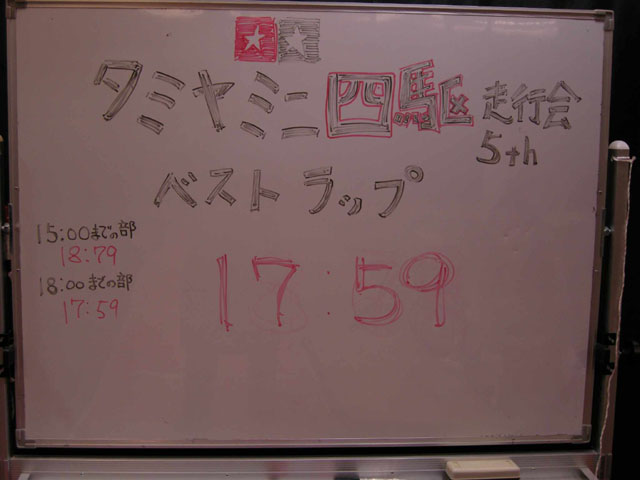 タミヤミニ四駆走行会
5th
ベストラップ
15:00までの部
18:79
18:00までの部
17:59
17:59